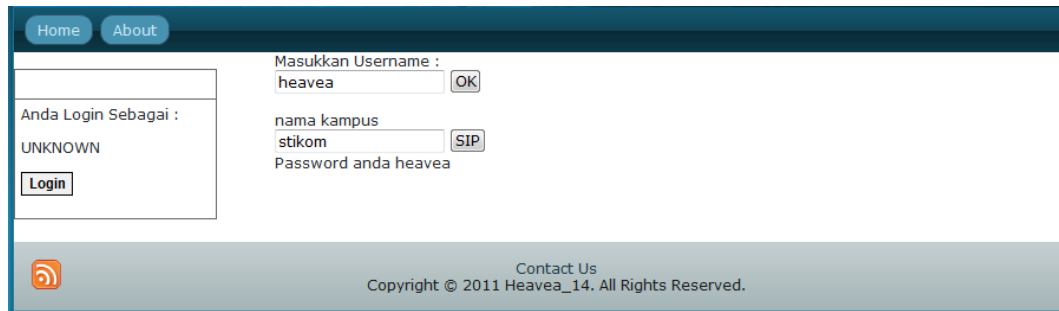 Home About
Anda Login Sebagai :
UNKNOWN
Login
Masukkan Username :
heavea OK
nama kampus
stikom SIP
Password anda heavea
Contact Us
Copyright © 2011 Heavea_14. All Rights Reserved.